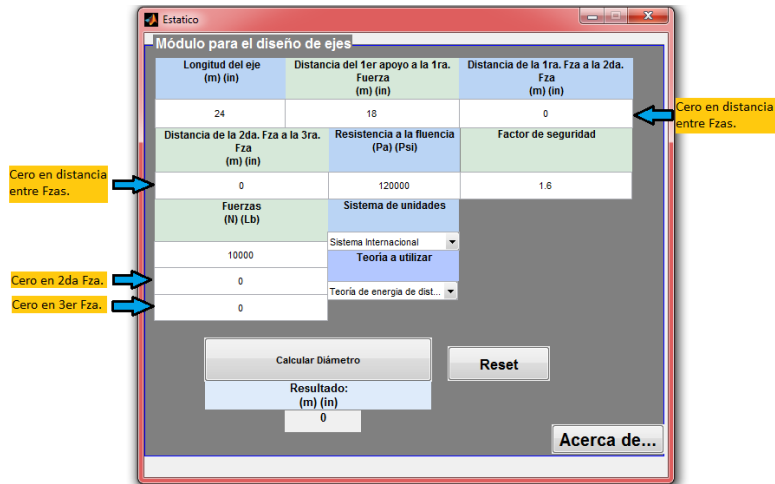 Estatico
Módulo para el diseño de ejes
Longitud del eje
(m) (in)
Distancia del 1er apoyo a la 1ra.
Fuerza
(m) (in)
Distancia de la 1ra. Fza a la 2da.
Fza
(m) (in)
24
18
0
Cero en distancia
entre Fzas.
Distancia de la 2da. Fza a la 3ra.
Fza
(m) (in)
Resistencia a la fluencia
(Pa) (Psi)
Factor de seguridad
Cero en distancia
entre Fzas.
0
120000
1.6
Fuerzas
(N) (Lb)
Sistema de unidades
Sistema Internacional
10000
Teoría a utilizar
Cero en 2da Fza.
0
Teoría de energia de dist...
Cero en 3er Fza.
0
Calcular Diámetro
Reset
Resultado:
(m) (in)
0
Acerca de...